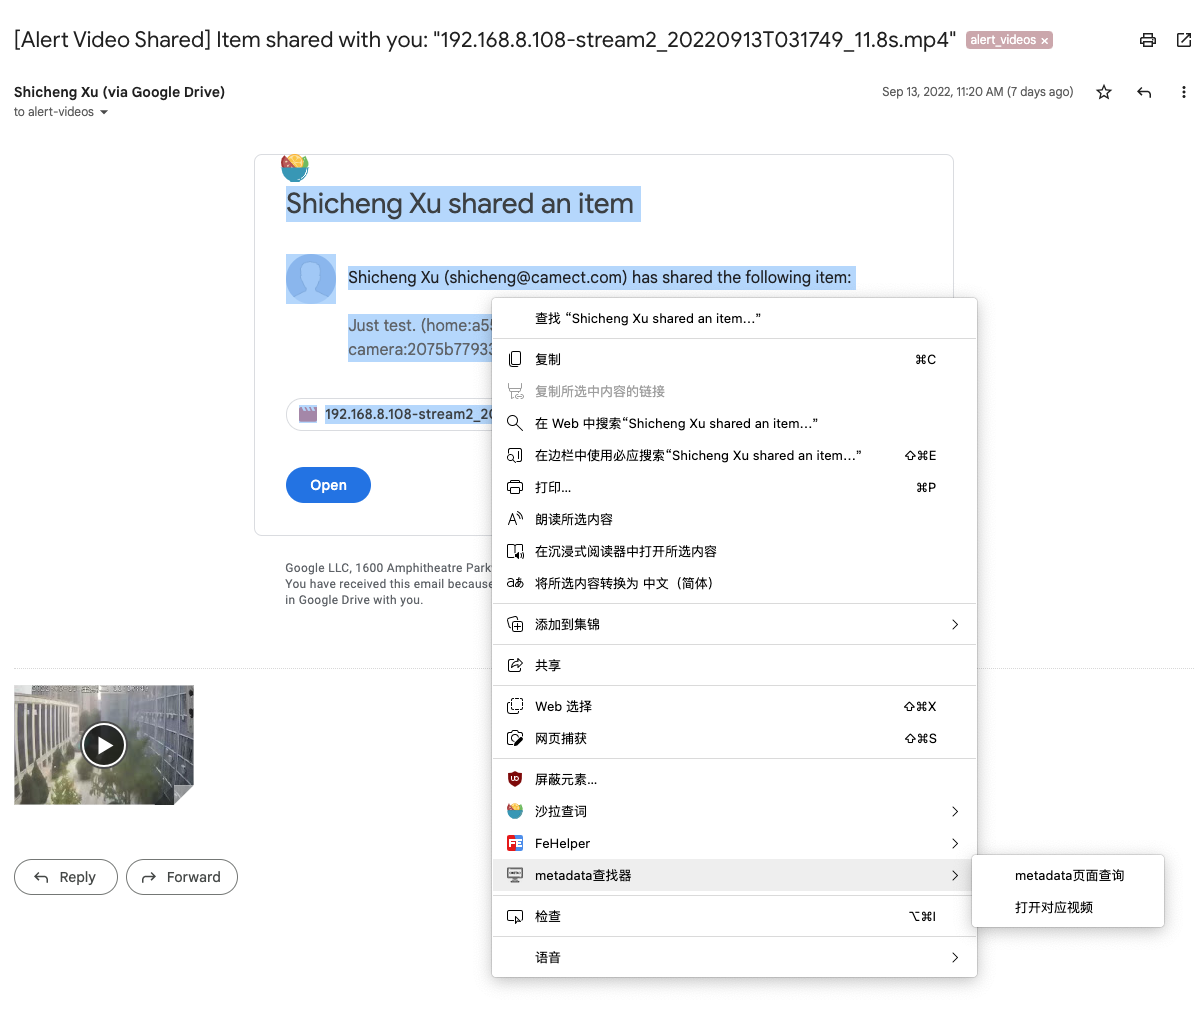 [Alert Video Shared] Item shared with you: "192.168.8.108-stream2_20220913T031749_11.8s.mp4" alert_videos ×
Shicheng Xu (via Google Drive)
Sep 13, 2022, 11:20 AM (7 days ago)
to alert-videos
Shicheng Xu shared an item
Shicheng Xu (shicheng@camect.com) has shared the following item:
Just test. (home:a55
camera:2075b7793
192.168.8.108-stream2_20
Open
Google LLC, 1600 Amphitheatre Park
You have received this email because
in Google Drive with you.
查找 “Shicheng Xu shared an item...”
复制 ⌘C
复制所选中内容的链接
在 Web 中搜索“Shicheng Xu shared an item...”
在边栏中使用必应搜索“Shicheng Xu shared an item...” ⇧⌘E
打印... ⌘P
朗读所选内容
在沉浸式阅读器中打开所选内容
将所选内容转换为 中文（简体）
添加到集锦
共享
Web 选择 ⇧⌘X
网页捕获 ⇧⌘S
屏蔽元素...
沙拉查词
FeHelper
metadata查找器
检查 ⌥⌘I
语音
metadata页面查询
打开对应视频
Reply
Forward